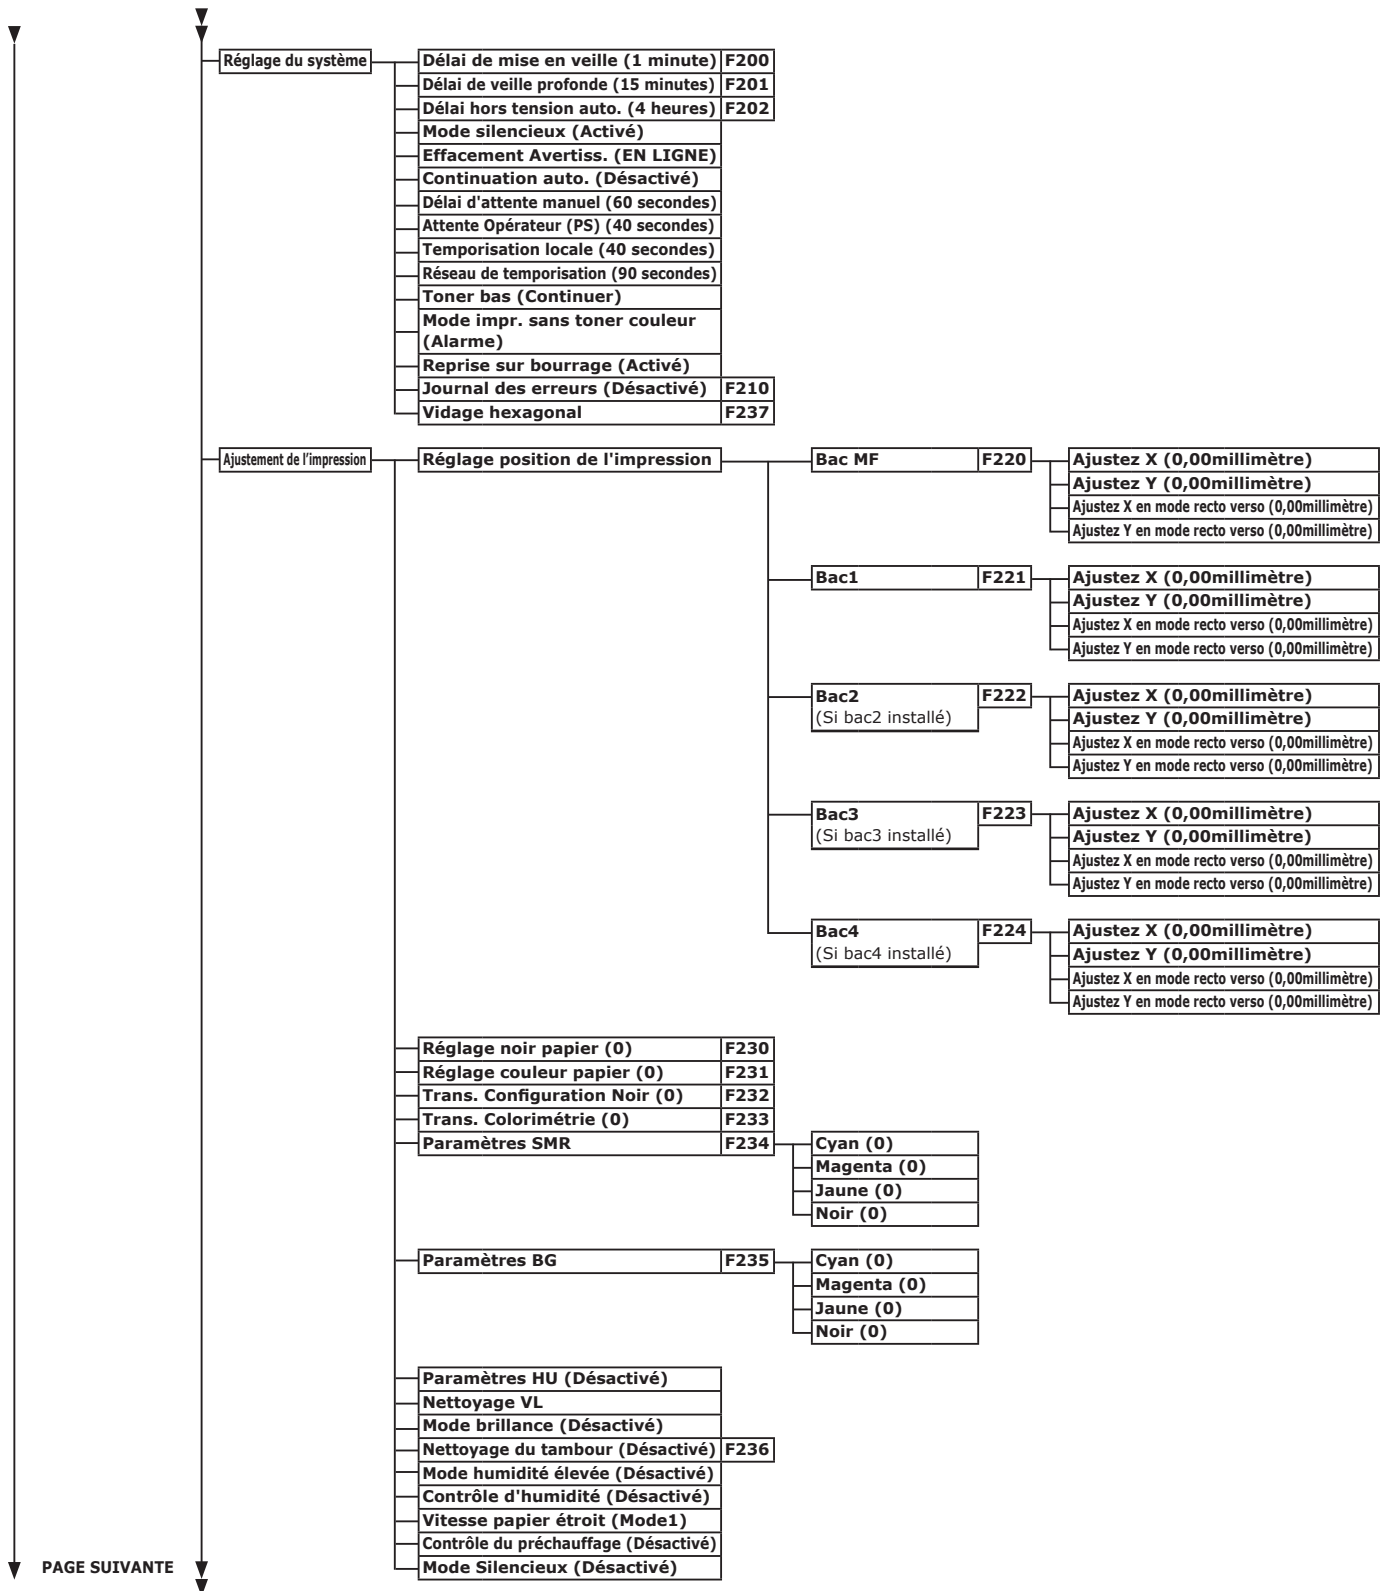 Réglage du système
Délai de mise en veille (1 minute) F200
Délai de veille profonde (15 minutes) F201
Délai hors tension auto. (4 heures) F202
Mode silencieux (Activé)
Effacement Avertiss. (EN LIGNE)
Continuation auto. (Désactivé)
Délai d'attente manuel (60 secondes)
Attente Opérateur (PS) (40 secondes)
Temporisation locale (40 secondes)
Réseau de temporisation (90 secondes)
Toner bas (Continuer)
Mode impr. sans toner couleur
(Alarme)
Reprise sur bourrage (Activé)
Journal des erreurs (Désactivé) F210
Vidage hexagonal F237
Ajustement de l'impression
Réglage position de l'impression
Bac MF F220
Ajustez X (0,00millimètre)
Ajustez Y (0,00millimètre)
Ajustez X en mode recto verso (0,00millimètre)
Ajustez Y en mode recto verso (0,00millimètre)
Bac1 F221
Ajustez X (0,00millimètre)
Ajustez Y (0,00millimètre)
Ajustez X en mode recto verso (0,00millimètre)
Ajustez Y en mode recto verso (0,00millimètre)
Bac2 F222
(Si bac2 installé)
Ajustez X (0,00millimètre)
Ajustez Y (0,00millimètre)
Ajustez X en mode recto verso (0,00millimètre)
Ajustez Y en mode recto verso (0,00millimètre)
Bac3 F223
(Si bac3 installé)
Ajustez X (0,00millimètre)
Ajustez Y (0,00millimètre)
Ajustez X en mode recto verso (0,00millimètre)
Ajustez Y en mode recto verso (0,00millimètre)
Bac4 F224
(Si bac4 installé)
Ajustez X (0,00millimètre)
Ajustez Y (0,00millimètre)
Ajustez X en mode recto verso (0,00millimètre)
Ajustez Y en mode recto verso (0,00millimètre)
Réglage noir papier (0) F230
Réglage couleur papier (0) F231
Trans. Configuration Noir (0) F232
Trans. Colorimétrie (0) F233
Paramètres SMR F234
Cyan (0)
Magenta (0)
Jaune (0)
Noir (0)
Paramètres BG F235
Cyan (0)
Magenta (0)
Jaune (0)
Noir (0)
Paramètres HU (Désactivé)
Nettoyage VL
Mode brillance (Désactivé)
Nettoyage du tambour (Désactivé) F236
Mode humidité élevée (Désactivé)
Contrôle d'humidité (Désactivé)
Vitesse papier étroit (Mode1)
Contrôle du préchauffage (Désactivé)
Mode Silencieux (Désactivé)
PAGE SUIVANTE